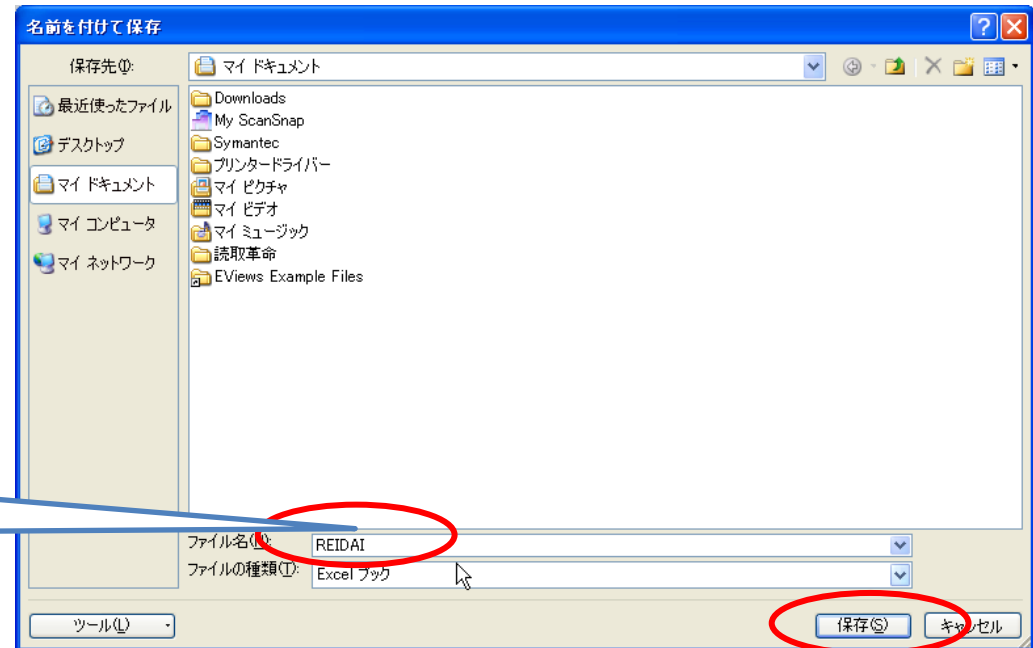 名前を付けて保存
保存先(I):
マイ ドキュメント
最近使ったファイル
デスクトップ
マイ ドキュメント
マイ コンピュータ
マイ ネットワーク
Downloads
My ScanSnap
Symantec
プリンタードライバー
マイ ピクチャ
マイ ビデオ
マイ ミュージック
読取革命
EViews Example Files
ファイル名(N):
REIDAI
ファイルの種類(T):
Excel ブック
ツール(L)
保存(S)
キャンセル